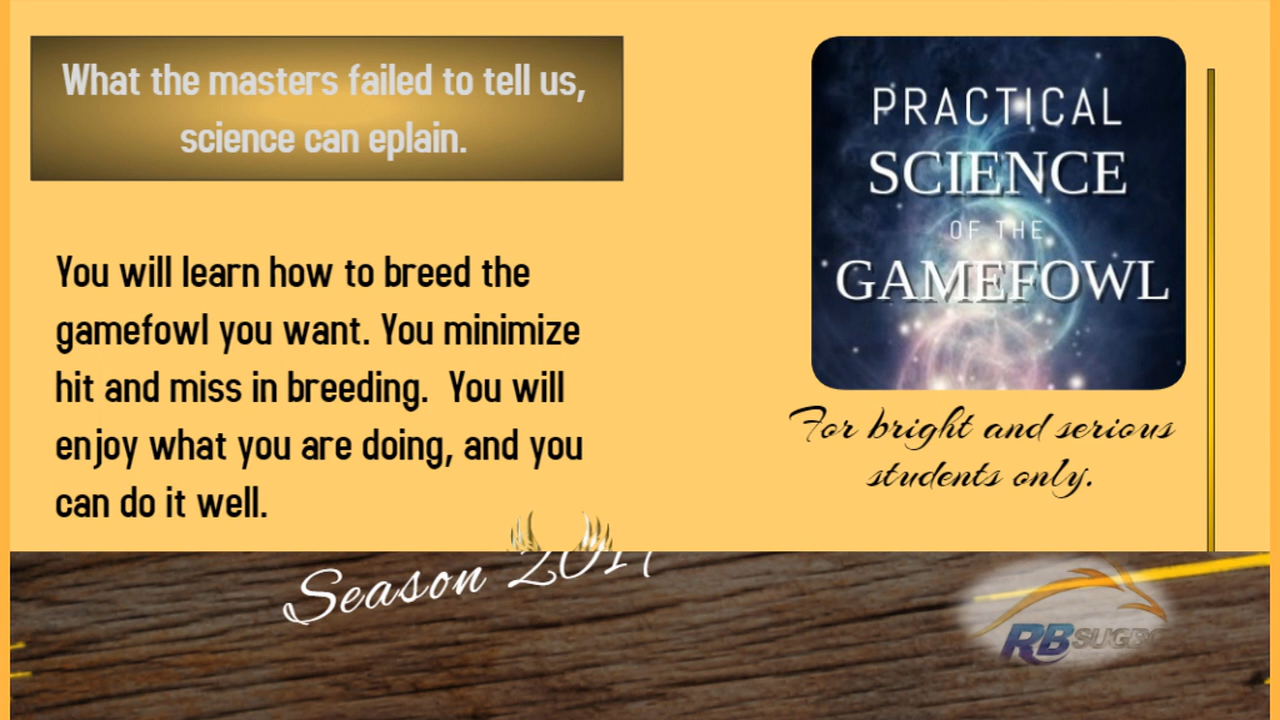 What the masters failed to tell us,
science can eplain.
You will learn how to breed the
gamefowl you want. You minimize
hit and miss in breeding. You will
enjoy what you are doing, and you
can do it well.
PRACTICAL
SCIENCE
OF THE
GAMEFOWL
For bright and serious
students only.
Season
RB